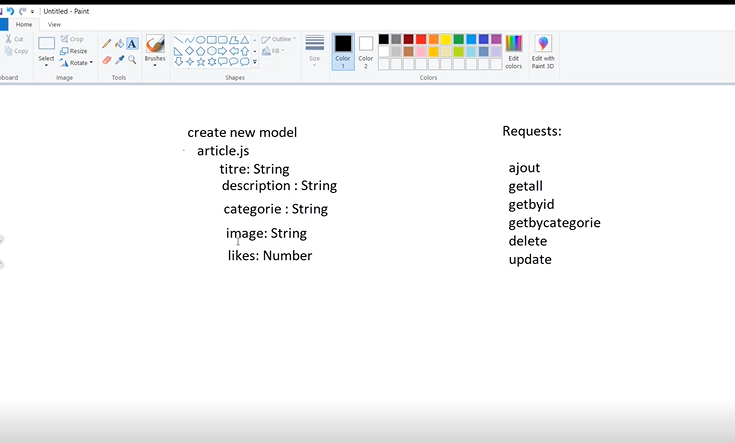 Untitled - Paint
Home
View
Cut
Copy
Select
Crop
Resize
Rotate
A
Brushes
Outline
Fill
Size
Color
1
Color
2
Edit
colors
Edit with
Paint 3D
Image
Tools
Shapes
Colors
create new model
article.js
titre: String
description : String
categorie : String
image: String
likes: Number
Requests:
ajout
getall
getbyid
getbycategorie
delete
update